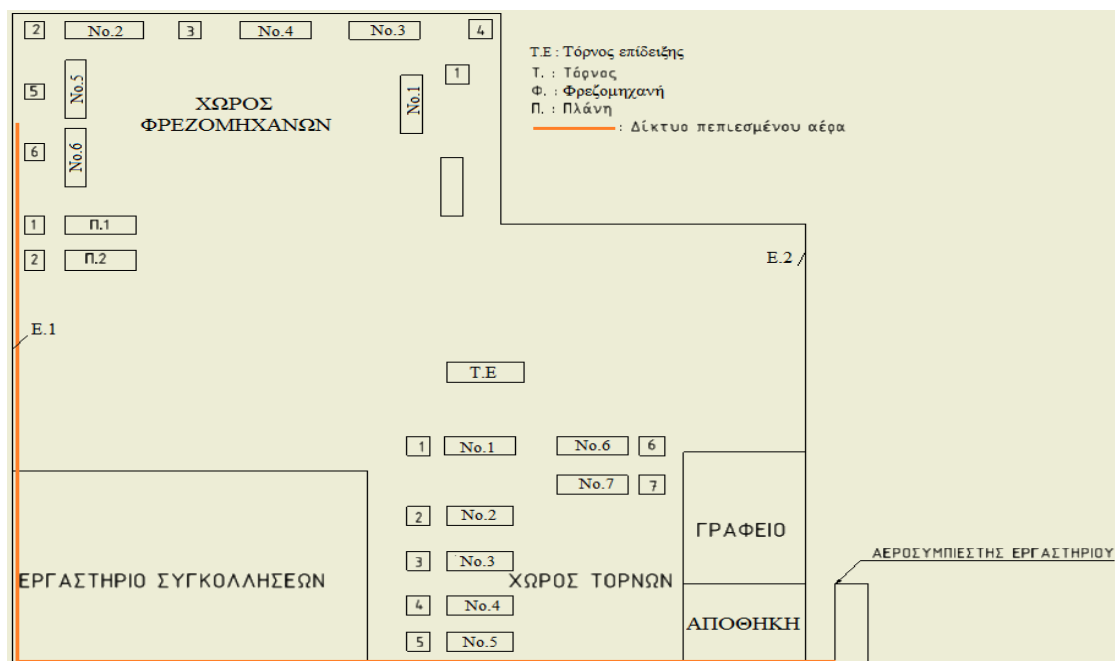 2
No.2
3
No.4
No.3
4
5
No.5
ΧΩΡΟΣ
ΦΡΕΖΟΜΗΧΑΝΩΝ
No.1
1
Τ.Ε : Τόρνος επίδειξης
Τ. : Τόρνος
Φ. : Φρεζομηχανή
Π. : Πλάνη
: Δίκτυο πεπιεσμένου αέρα
6
No.6
1
Π.1
2
Π.2
Ε.2
Ε.1
Τ.Ε
1
No.1
No.6
6
No.7
7
2
No.2
ΓΡΑΦΕΙΟ
3
No.3
ΑΕΡΟΣΥΜΠΙΕΣΤΗΣ ΕΡΓΑΣΤΗΡΙΟΥ
ΕΡΓΑΣΤΗΡΙΟ ΣΥΓΚΟΛΛΗΣΕΩΝ
ΧΩΡΟΣ ΤΟΡΝΩΝ
4
No.4
ΑΠΟΘΗΚΗ
5
No.5